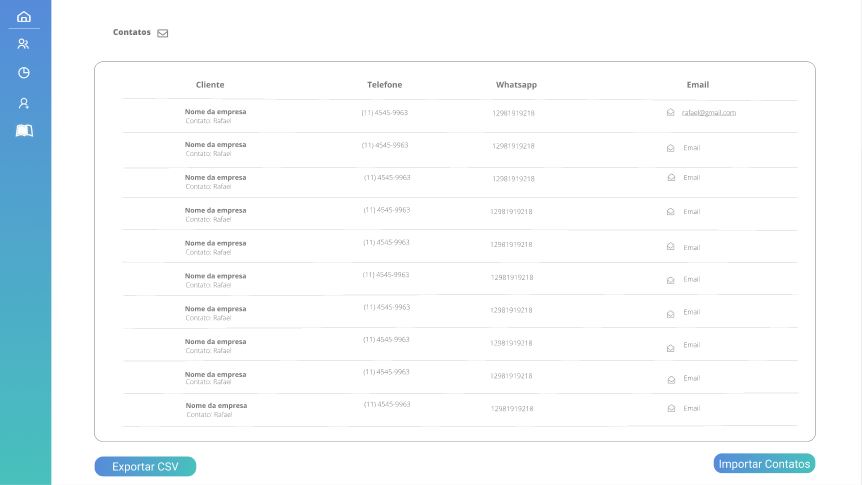 Contatos
Cliente Telefone Whatsapp Email
Nome da empresa (11) 4545-9963 12981919218 rafael@gmail.com
Contato: Rafael
Nome da empresa (11) 4545-9963 12981919218 Email
Contato: Rafael
Nome da empresa (11) 4545-9963 12981919218 Email
Contato: Rafael
Nome da empresa (11) 4545-9963 12981919218 Email
Contato: Rafael
Nome da empresa (11) 4545-9963 12981919218 Email
Contato: Rafael
Nome da empresa (11) 4545-9963 12981919218 Email
Contato: Rafael
Nome da empresa (11) 4545-9963 12981919218 Email
Contato: Rafael
Nome da empresa (11) 4545-9963 12981919218 Email
Contato: Rafael
Nome da empresa (11) 4545-9963 12981919218 Email
Contato: Rafael
Nome da empresa (11) 4545-9963 12981919218 Email
Contato: Rafael
Exportar CSV Importar Contatos